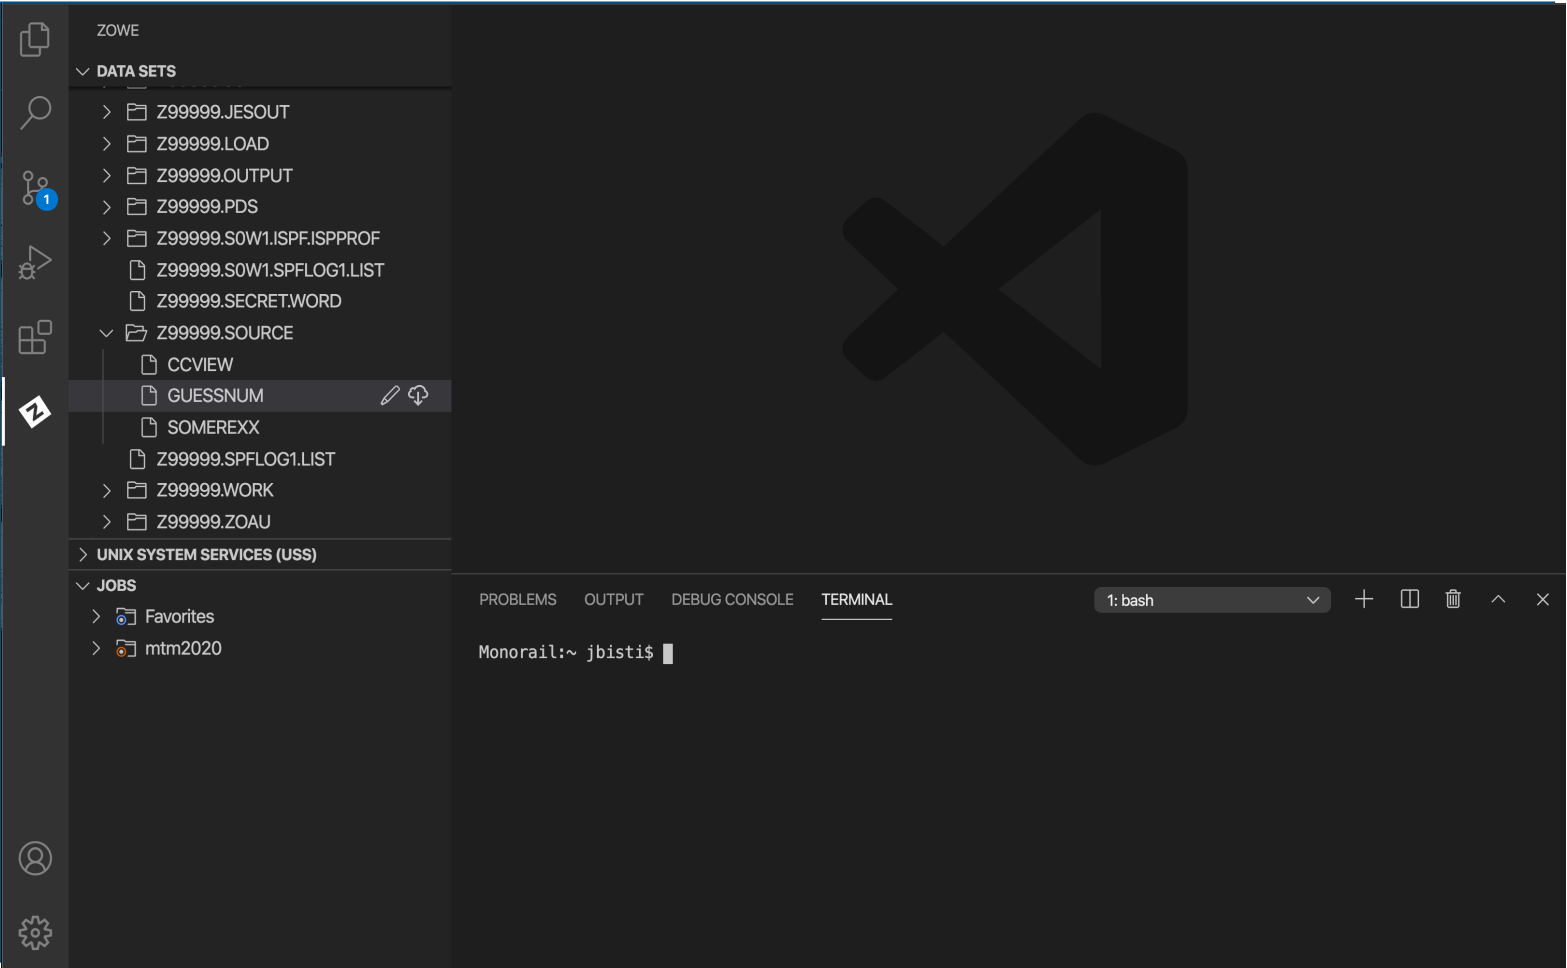 ZOWE
DATA SETS
Z99999.JESOUT
Z99999.LOAD
Z99999.OUTPUT
Z99999.PDS
Z99999.S0W1.ISPF.ISPPROF
Z99999.S0W1.SPFLOG1.LIST
Z99999.SECRET.WORD
Z99999.SOURCE
CCVIEW
GUESSNUM
SOMEREXX
Z99999.SPFLOG1.LIST
Z99999.WORK
Z99999.ZOAU
UNIX SYSTEM SERVICES (USS)
JOBS
Favorites
mtm2020
1
Z
PROBLEMS OUTPUT DEBUG CONSOLE TERMINAL 1: bash
Monorail:~ jbisti$